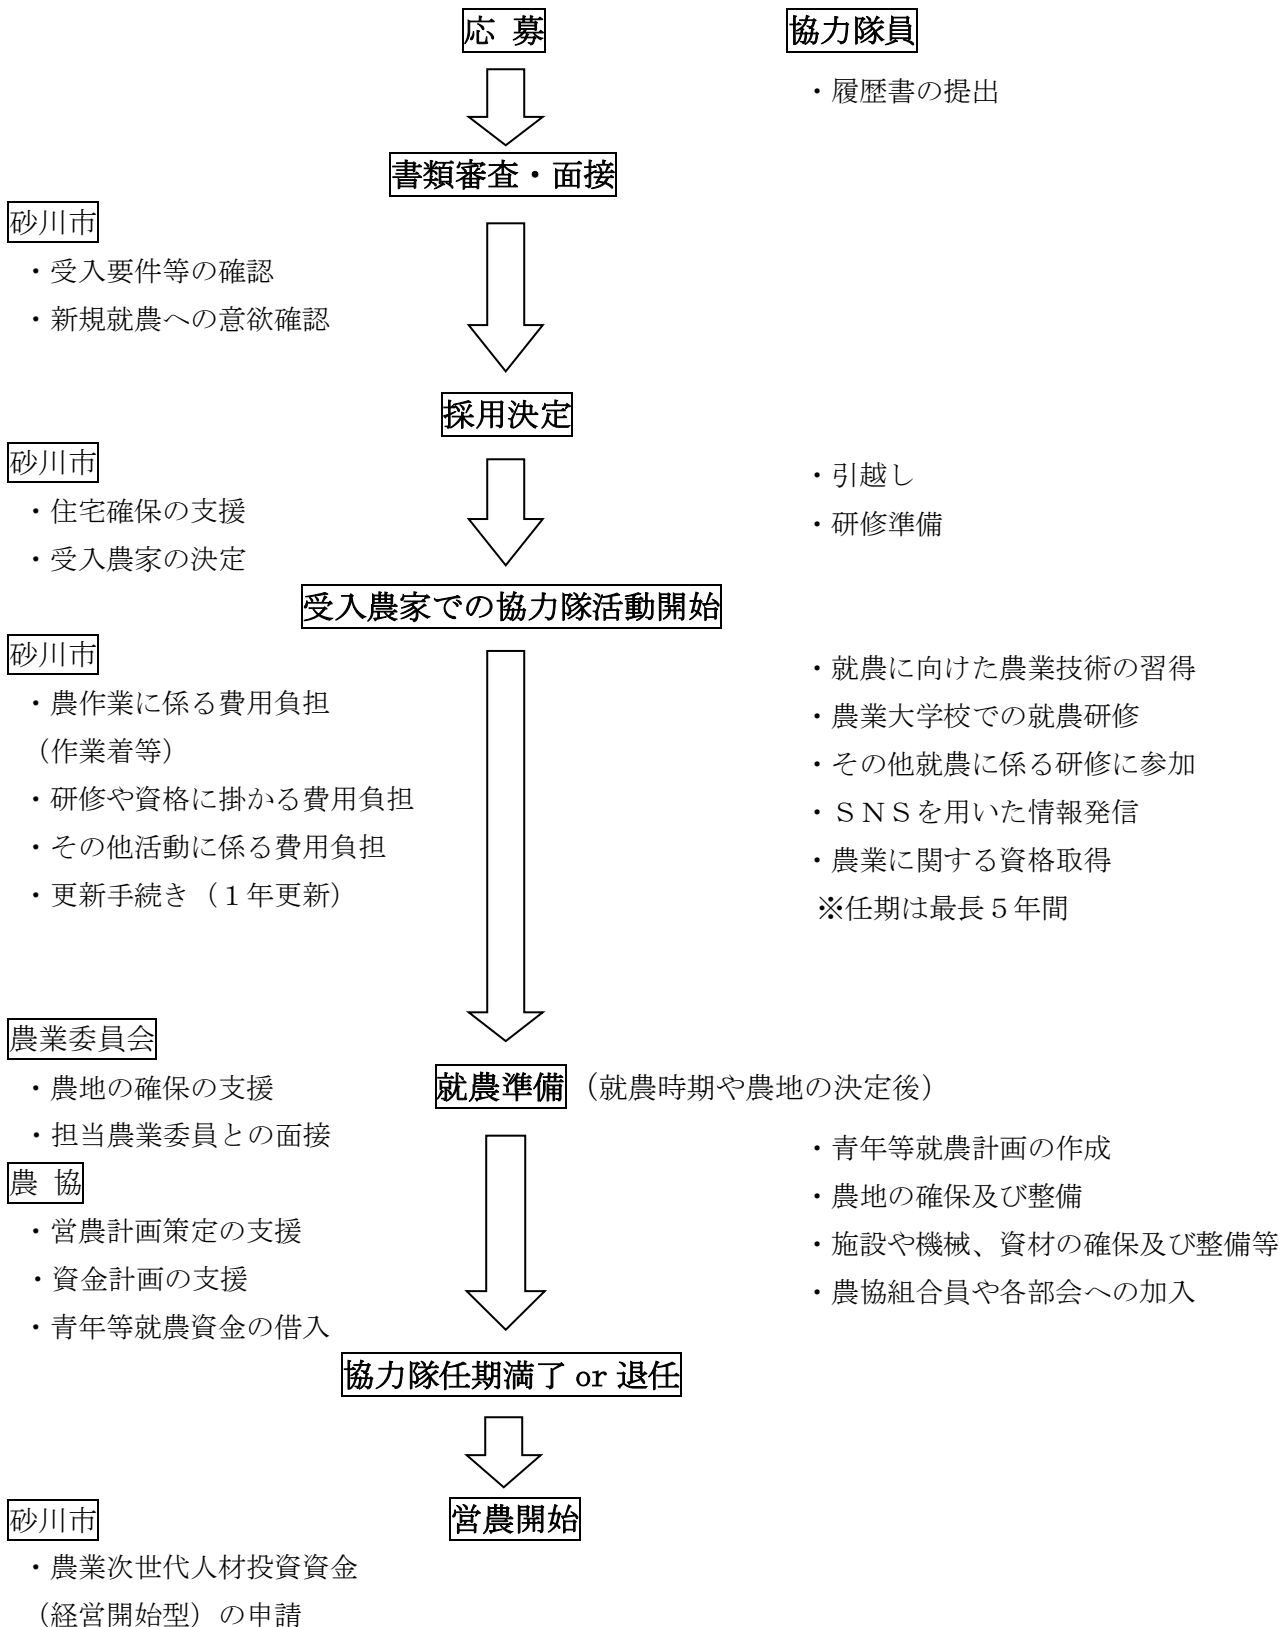 応 募
協力隊員
・履歴書の提出
書類審査・面接
砂川市
・受入要件等の確認
・新規就農への意欲確認
採用決定
砂川市
・住宅確保の支援
・受入農家の決定
・引越し
・研修準備
受入農家での協力隊活動開始
砂川市
・農作業に係る費用負担
（作業着等）
・研修や資格に掛かる費用負担
・その他活動に係る費用負担
・更新手続き（１年更新）
・就農に向けた農業技術の習得
・農業大学校での就農研修
・その他就農に係る研修に参加
・ＳＮＳを用いた情報発信
・農業に関する資格取得
※任期は最長５年間
農業委員会
・農地の確保の支援
・担当農業委員との面接
就農準備（就農時期や農地の決定後）
農 協
・営農計画策定の支援
・資金計画の支援
・青年等就農資金の借入
・青年等就農計画の作成
・農地の確保及び整備
・施設や機械、資材の確保及び整備等
・農協組合員や各部会への加入
協力隊任期満了 or 退任
営農開始
砂川市
・農業次世代人材投資資金
（経営開始型）の申請